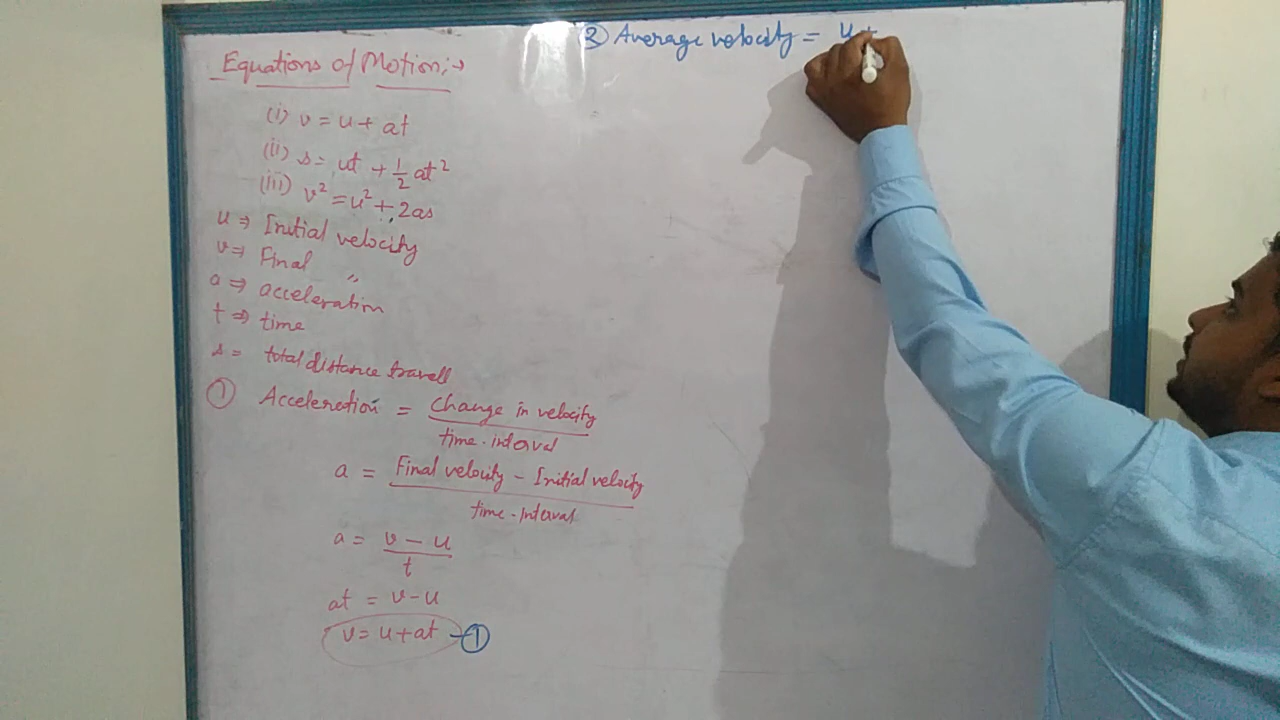 Equations of Motion:→
(i) v = u + at
(ii) s = ut + 1/2 at²
(iii) v² = u² + 2as
u ⇒ Initial velocity
v ⇒ Final "
a ⇒ acceleration
t ⇒ time
s = total distance travell
① Acceleration = Change in velocity / time.interval
a = Final velocity - Initial velocity / time.interval
a = v - u / t
at = v - u
v = u + at - ①
② Average velocity = u +